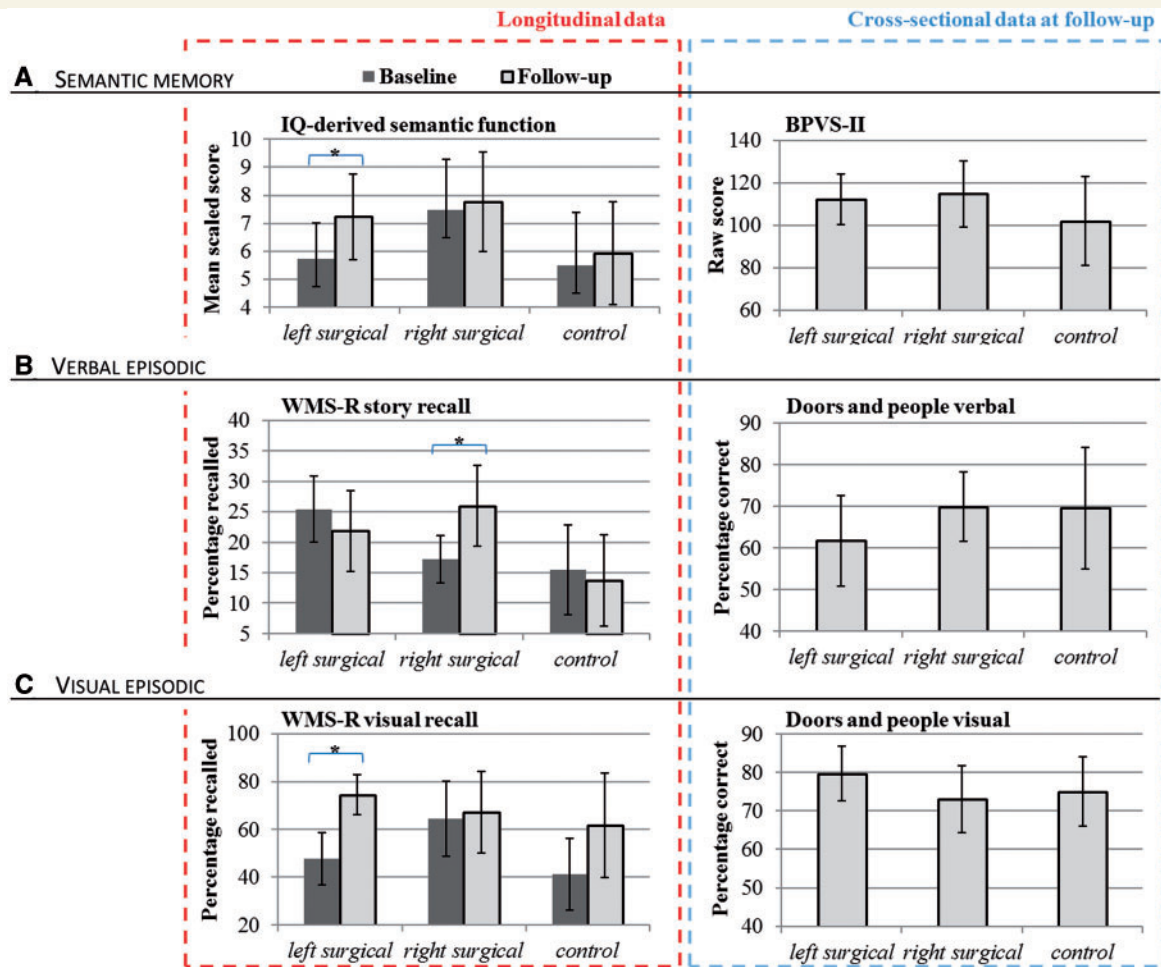 Longitudinal data
Cross-sectional data at follow-up
A SEMANTIC MEMORY
Baseline
Follow-up
IQ-derived semantic function
Mean scaled score
10
9
8
7
6
5
4
*
left surgical
right surgical
control
BPVS-II
Raw score
140
120
100
80
60
left surgical
right surgical
control
B VERBAL EPISODIC
WMS-R story recall
Percentage recalled
40
35
30
25
20
15
10
5
*
left surgical
right surgical
control
Doors and people verbal
Percentage correct
90
80
70
60
50
40
left surgical
right surgical
control
C VISUAL EPISODIC
WMS-R visual recall
Percentage recalled
100
80
60
40
20
*
left surgical
right surgical
control
Doors and people visual
Percentage correct
90
80
70
60
50
40
left surgical
right surgical
control